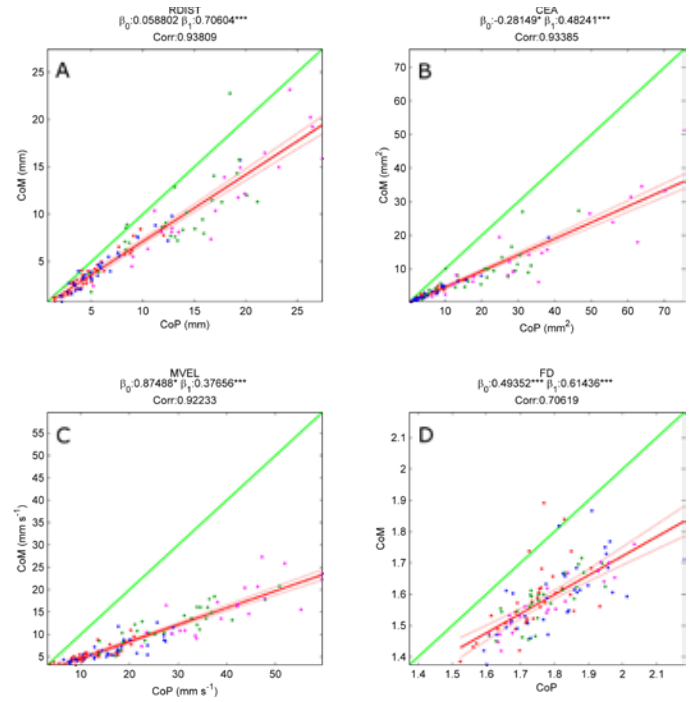 RDIST
β0:0.058802 β1:0.70604***
Corr:0.93809
A
CoM (mm)
25
20
15
10
5
5 10 15 20 25
CoP (mm)
CEA
β0:-0.28149* β1:0.48241***
Corr:0.93385
B
CoM (mm²)
70
60
50
40
30
20
10
10 20 30 40 50 60 70
CoP (mm²)
MVEL
β0:0.87488* β1:0.37656***
Corr:0.92233
C
CoM (mm s⁻¹)
55
50
45
40
35
30
25
20
15
10
5
10 20 30 40 50
CoP (mm s⁻¹)
FD
β0:0.49352*** β1:0.61436***
Corr:0.70619
D
CoM
2.1
2
1.9
1.8
1.7
1.6
1.5
1.4
1.4 1.5 1.6 1.7 1.8 1.9 2 2.1
CoP